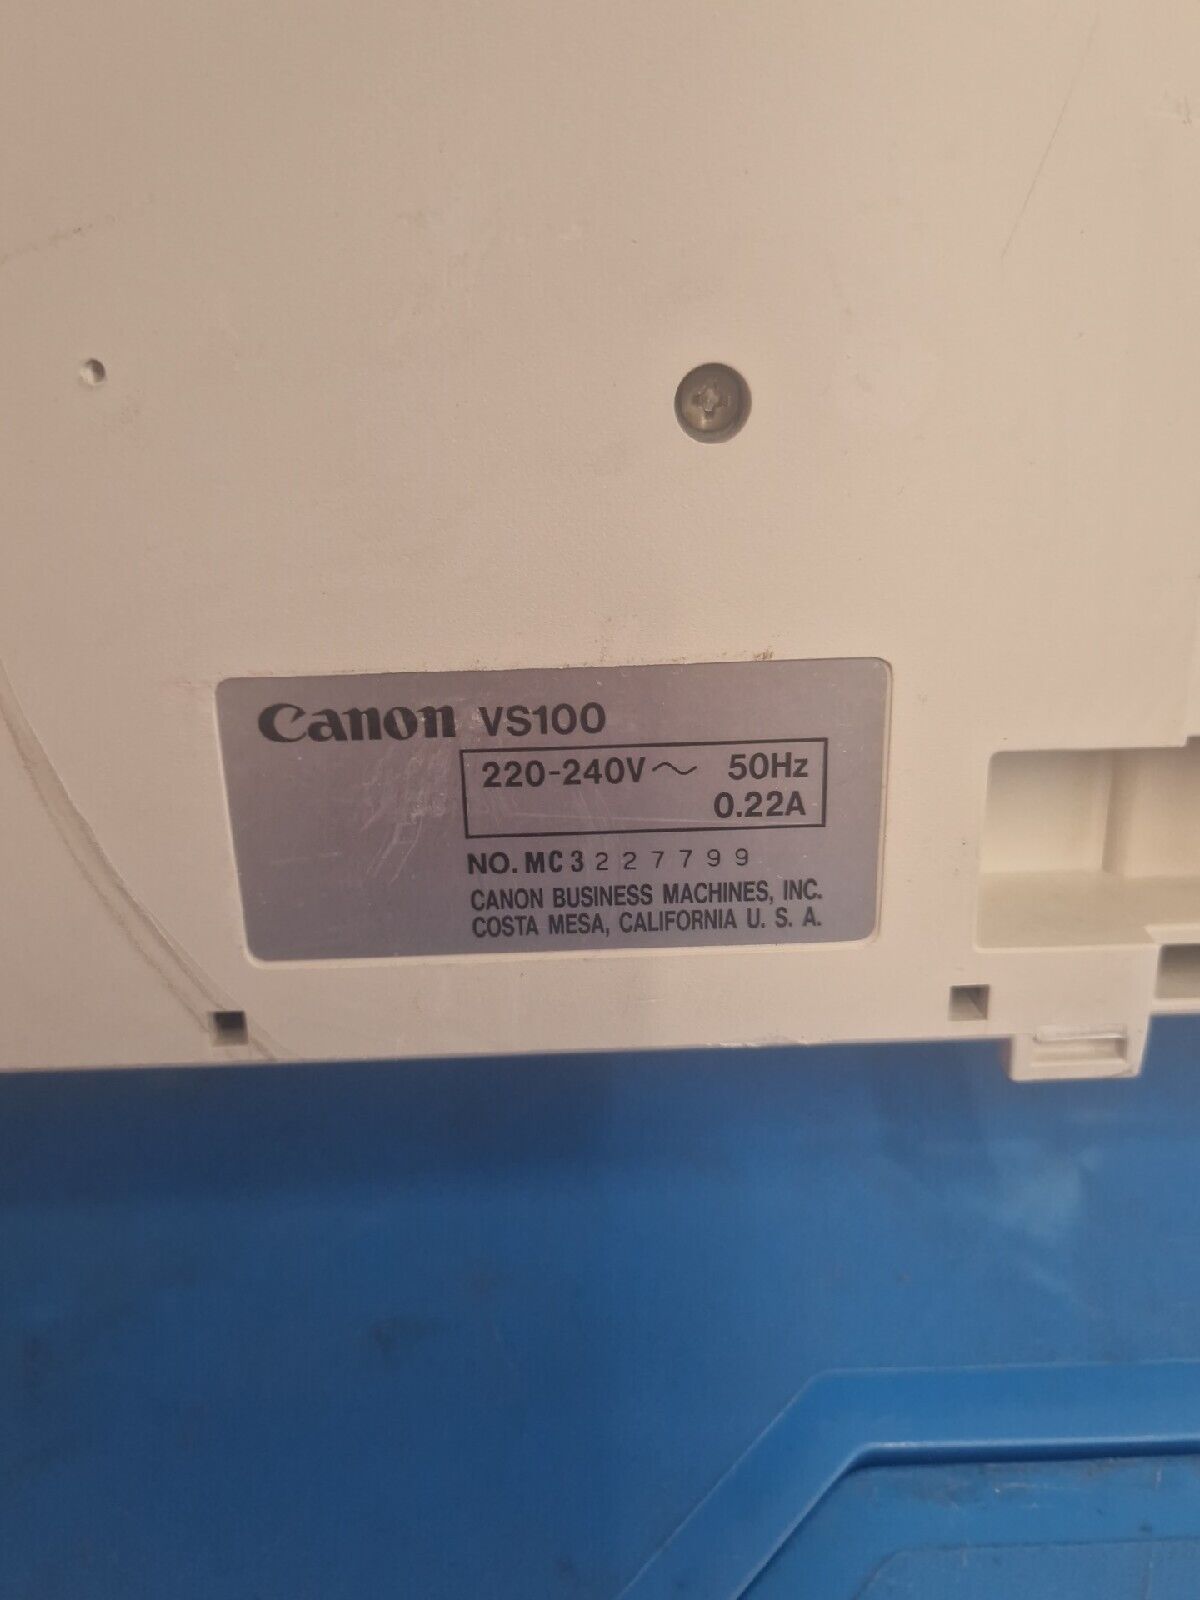 Canon VS100
220-240V～ 50Hz
0.22A
NO. MC3227799
CANON BUSINESS MACHINES, INC.
COSTA MESA, CALIFORNIA U. S. A.